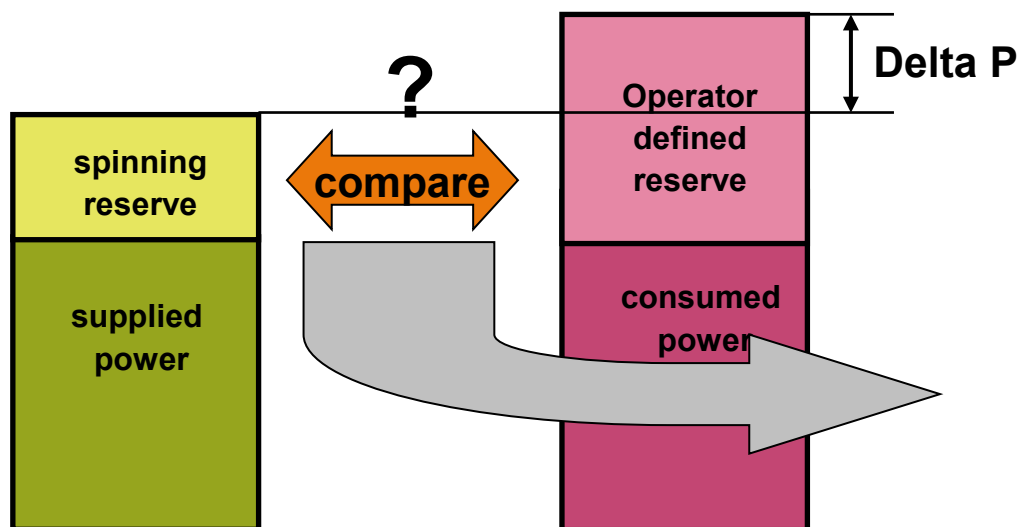 ?
Delta P
spinning
reserve
compare
Operator
defined
reserve
supplied
power
consumed
power